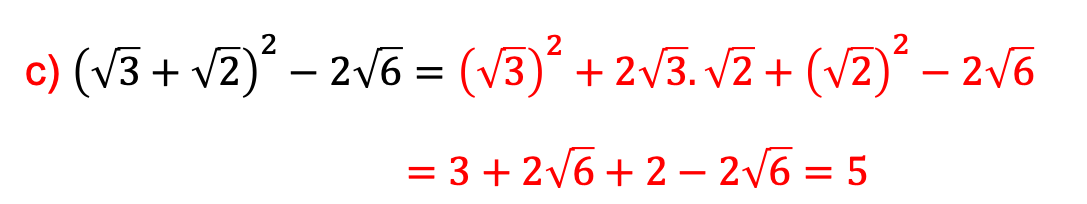 c) (√3 + √2)² − 2√6 = (√3)² + 2√3. √2 + (√2)² − 2√6
= 3 + 2√6 + 2 − 2√6 = 5